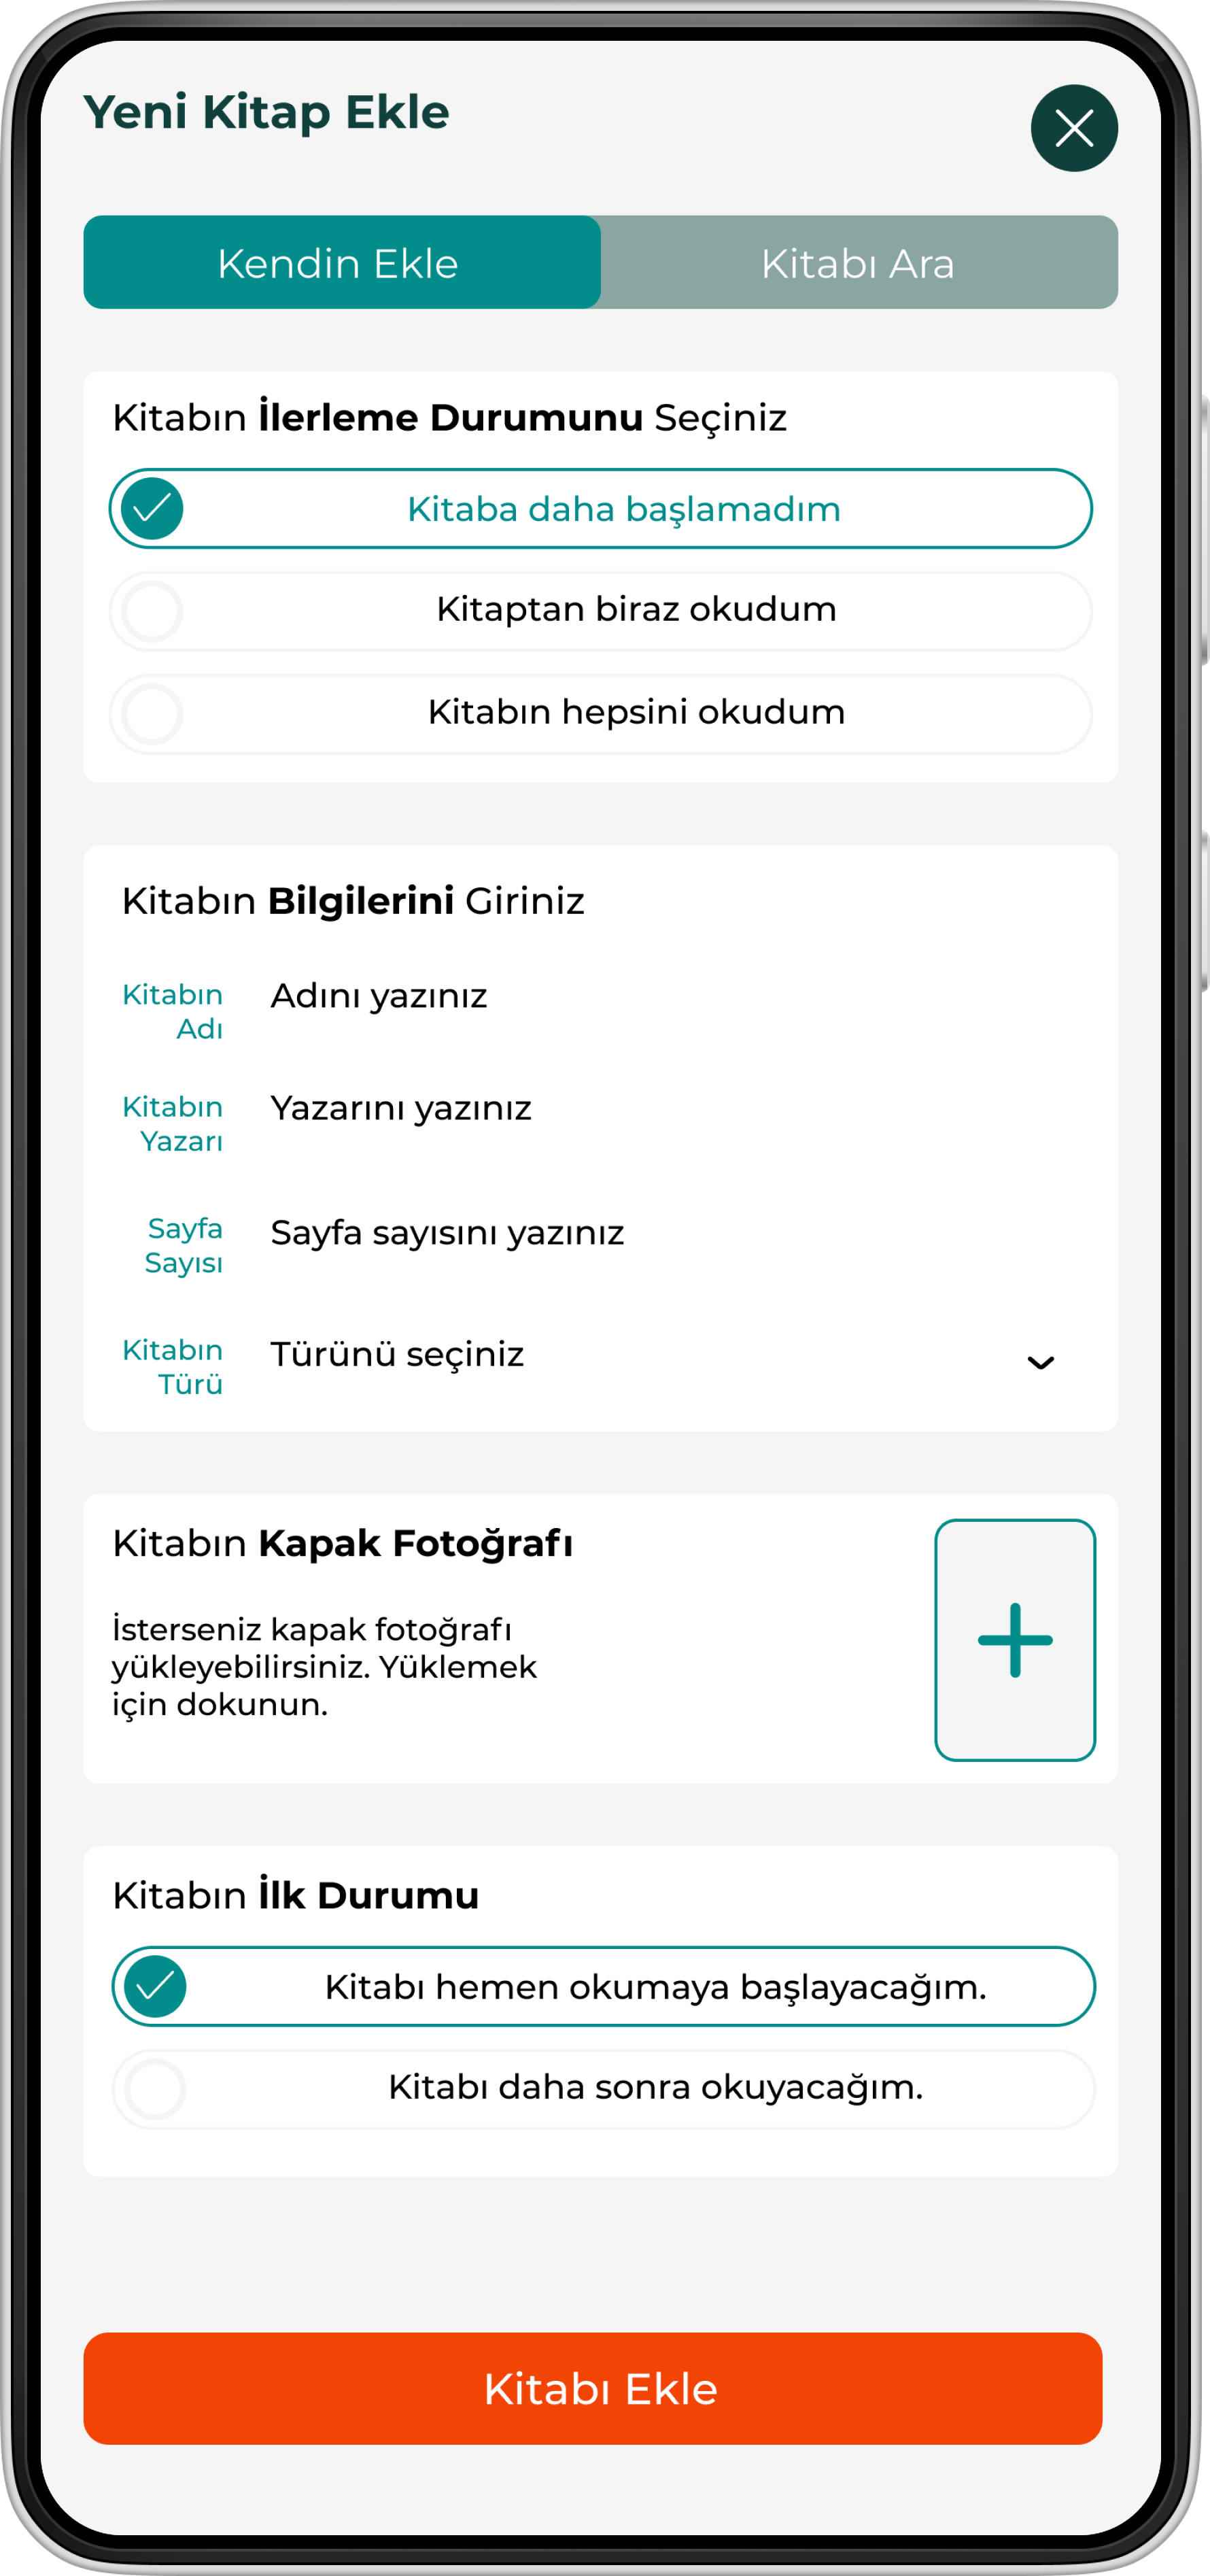 Yeni Kitap Ekle
Kendin Ekle
Kitabı Ara
Kitabın İlerleme Durumunu Seçiniz
Kitaba daha başlamadım
Kitaptan biraz okudum
Kitabın hepsini okudum
Kitabın Bilgilerini Giriniz
Kitabın
Adı
Adını yazınız
Kitabın
Yazarı
Yazarını yazınız
Sayfa
Sayısı
Sayfa sayısını yazınız
Kitabın
Türü
Türünü seçiniz
Kitabın Kapak Fotoğrafı
İsterseniz kapak fotoğrafı
yükleyebilirsiniz. Yüklemek
için dokunun.
Kitabın İlk Durumu
Kitabı hemen okumaya başlayacağım.
Kitabı daha sonra okuyacağım.
Kitabı Ekle